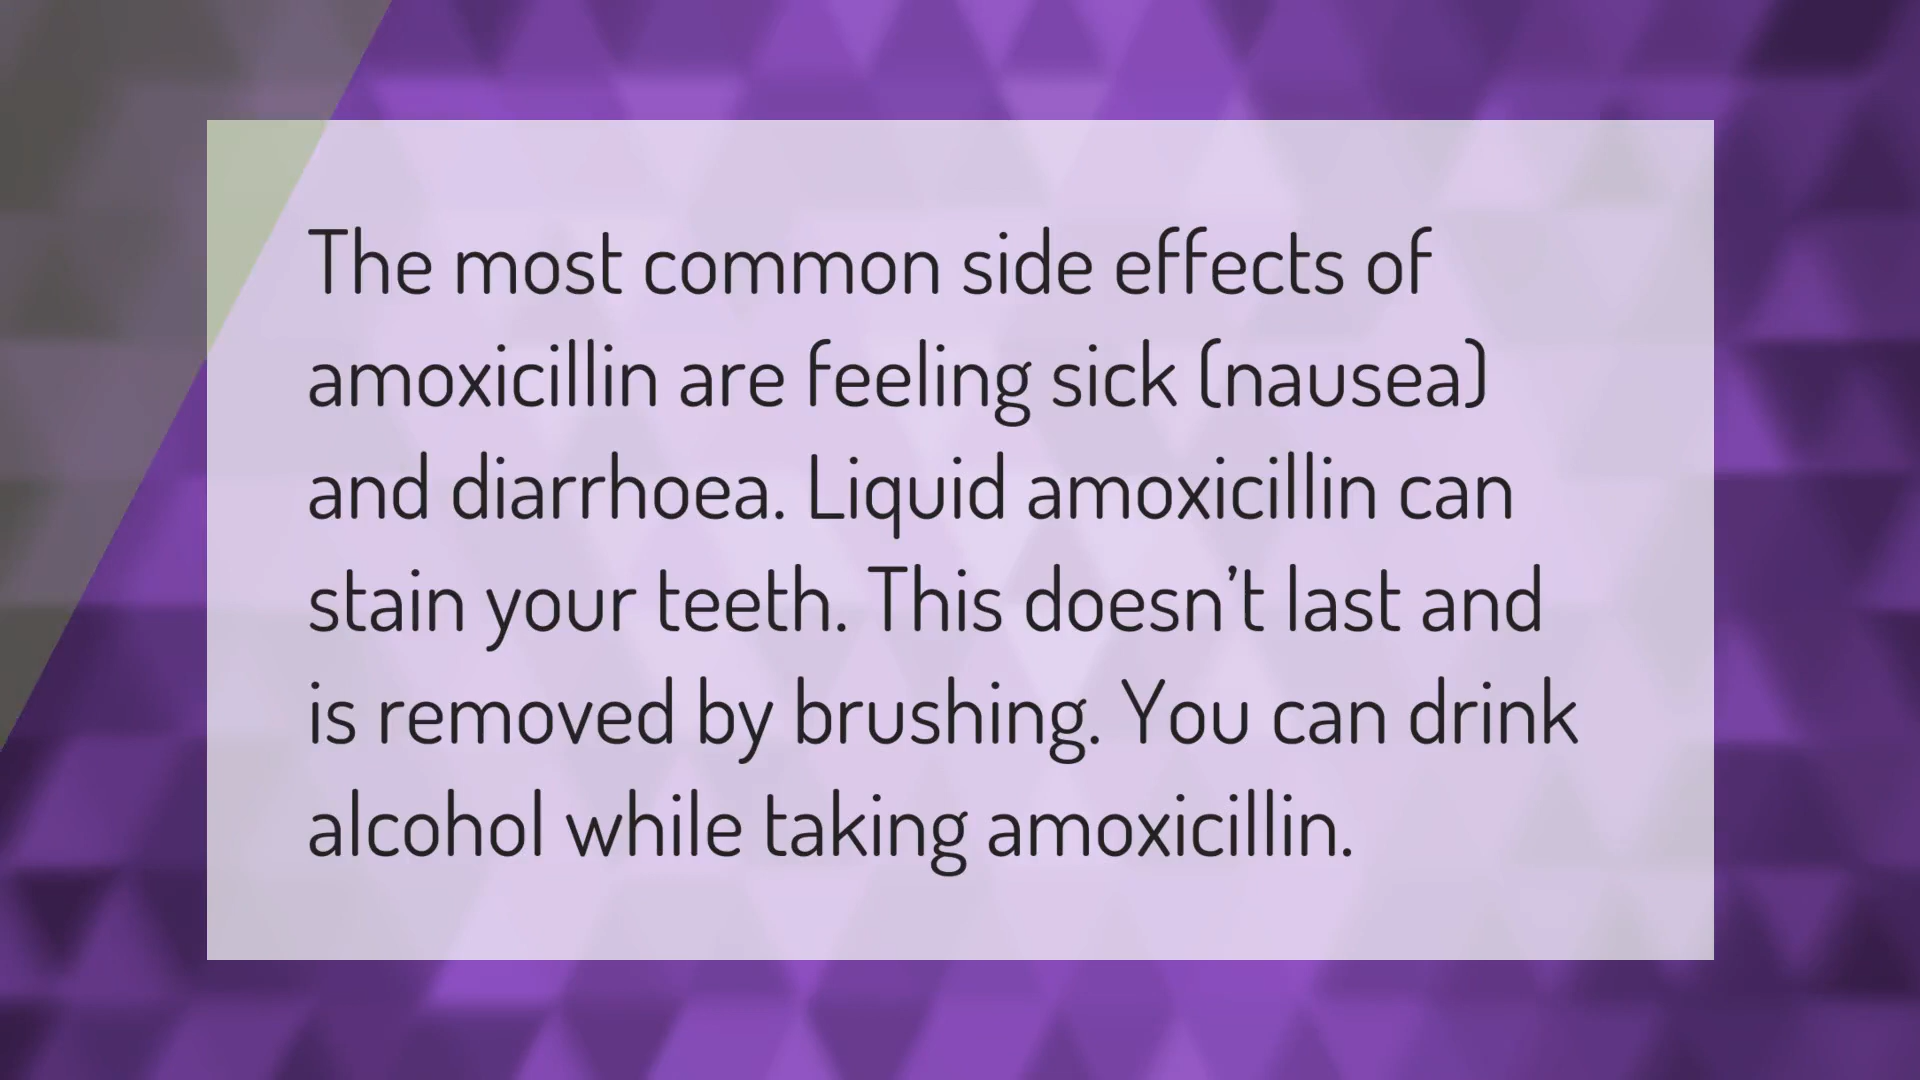 The most common side effects of
amoxicillin are feeling sick (nausea)
and diarrhoea. Liquid amoxicillin can
stain your teeth. This doesn't last and
is removed by brushing. You can drink
alcohol while taking amoxicillin.